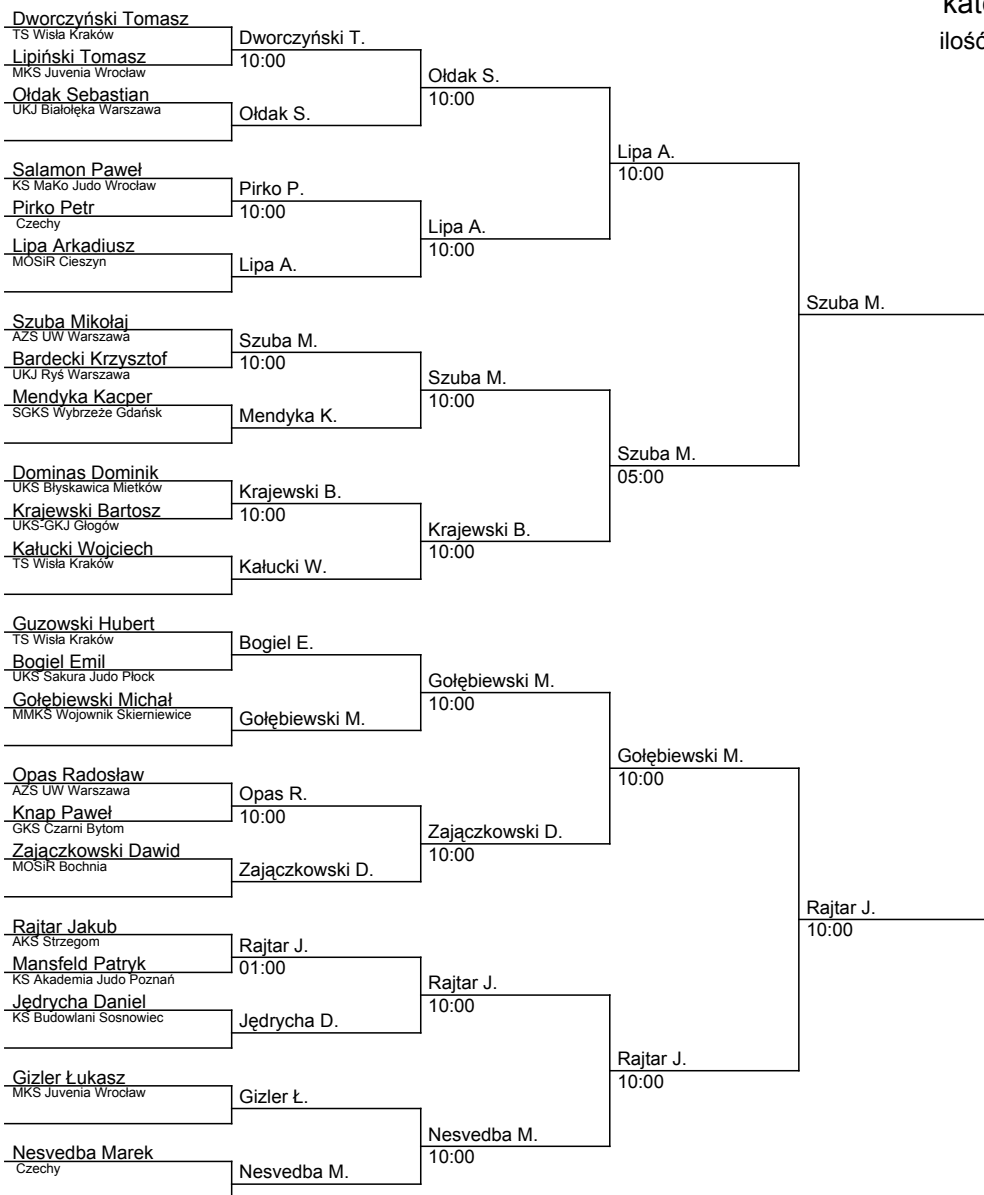 kate
ilość
Dworczyński Tomasz
TS Wisła Kraków
Lipiński Tomasz
MKS Juvenia Wrocław
Ołdak Sebastian
UKJ Białołęka Warszawa
Salamon Paweł
KS MaKo Judo Wrocław
Pirko Petr
Czechy
Lipa Arkadiusz
MOSiR Cieszyn
Szuba Mikołaj
AZS UW Warszawa
Bardecki Krzysztof
UKJ Ryś Warszawa
Mendyka Kacper
SGKS Wybrzeże Gdańsk
Dominas Dominik
UKS Błyskawica Mietków
Krajewski Bartosz
UKS-GKJ Głogów
Kałucki Wojciech
TS Wisła Kraków
Guzowski Hubert
TS Wisła Kraków
Bogiel Emil
UKS Sakura Judo Płock
Gołębiewski Michał
MMKS Wojownik Skierniewice
Opas Radosław
AZS UW Warszawa
Knap Paweł
GKS Czarni Bytom
Zajączkowski Dawid
MOSiR Bochnia
Rajtar Jakub
AKS Strzegom
Mansfeld Patryk
KS Akademia Judo Poznań
Jędrycha Daniel
KS Budowlani Sosnowiec
Gizler Łukasz
MKS Juvenia Wrocław
Nesvedba Marek
Czechy
Dworczyński T.
10:00
Ołdak S.
Pirko P.
10:00
Lipa A.
Szuba M.
10:00
Mendyka K.
Krajewski B.
10:00
Kałucki W.
Bogiel E.
Gołębiewski M.
Opas R.
10:00
Zajączkowski D.
Rajtar J.
01:00
Jędrycha D.
Gizler Ł.
Nesvedba M.
Ołdak S.
10:00
Lipa A.
10:00
Szuba M.
10:00
Krajewski B.
10:00
Gołębiewski M.
10:00
Zajączkowski D.
10:00
Rajtar J.
10:00
Nesvedba M.
10:00
Lipa A.
10:00
Szuba M.
05:00
Gołębiewski M.
10:00
Rajtar J.
10:00
Szuba M.
Rajtar J.
10:00